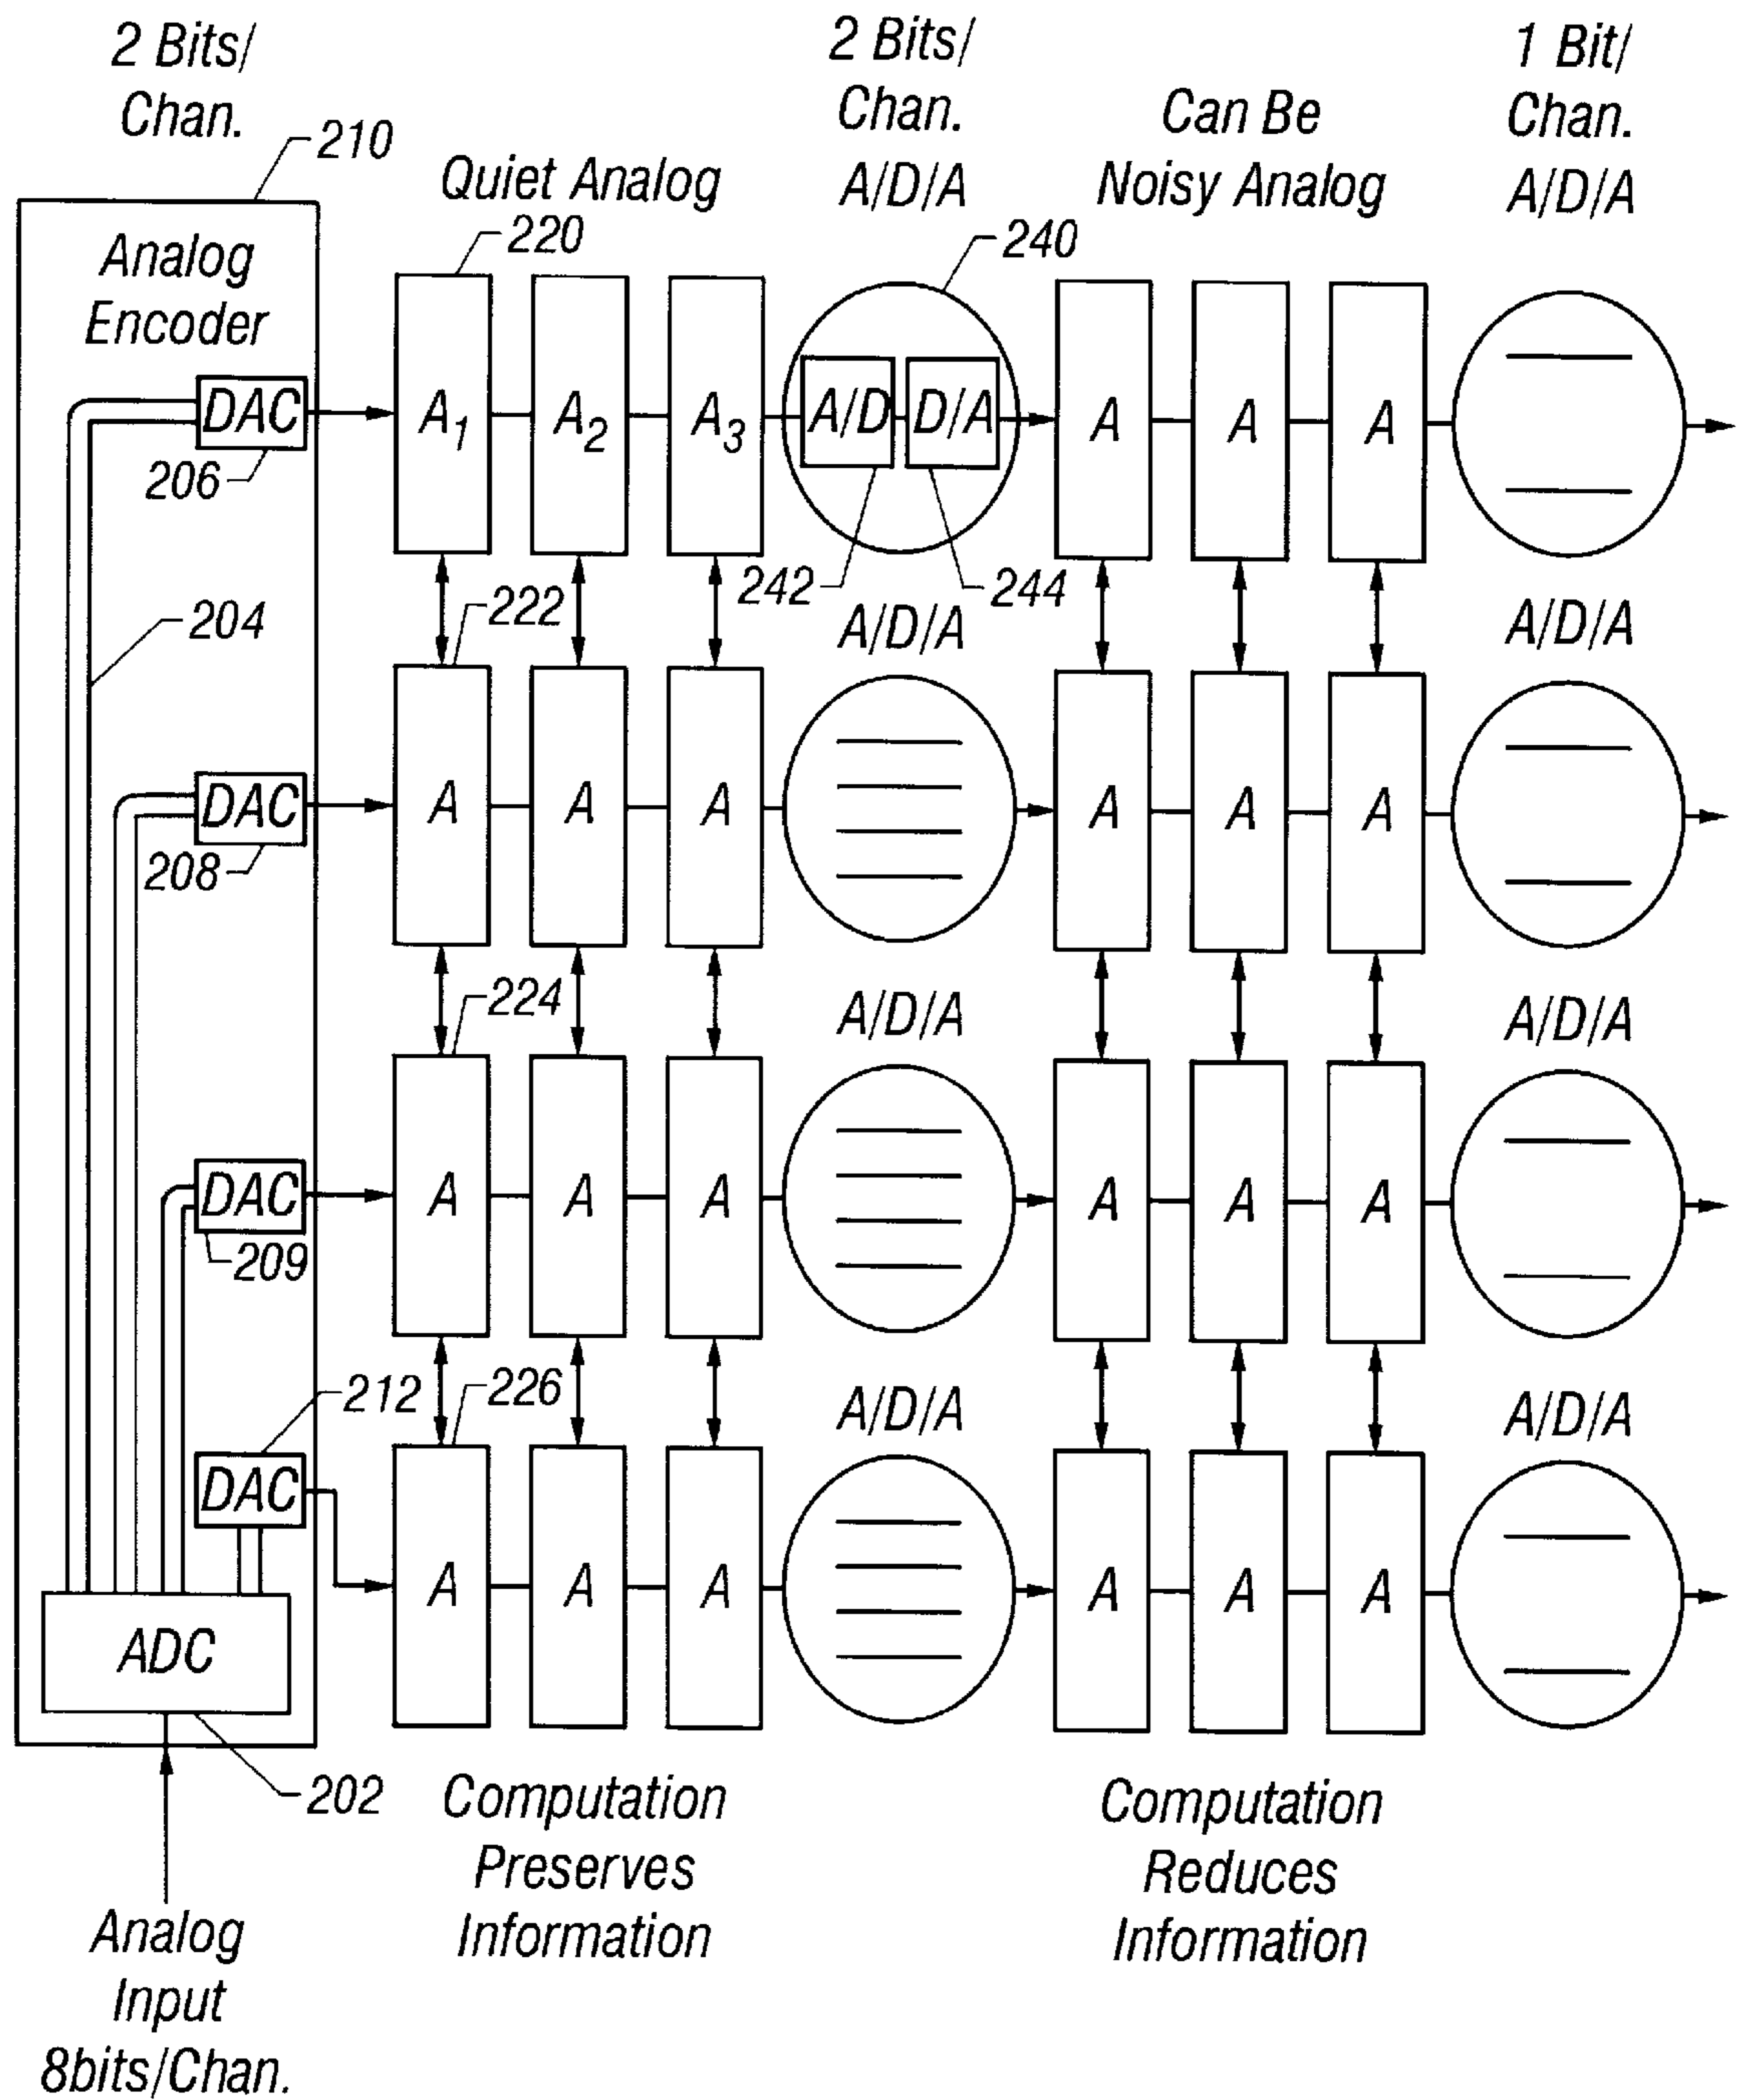 2 Bits/
Chan.
2 Bits/
Chan.
A/D/A
1 Bit/
Chan.
A/D/A
Can Be
Noisy Analog
Quiet Analog
210
220
240
Analog
Encoder
DAC
206
A1
A2
A3
A/D
D/A
A
A
A
242
244
204
222
A/D/A
A/D/A
DAC
208
A
A
A
A
A
A
224
A/D/A
A/D/A
DAC
209
A
A
A
A
A
A
212
226
A/D/A
A/D/A
DAC
A
A
A
A
A
A
ADC
202
Computation
Preserves
Information
Computation
Reduces
Information
Analog
Input
8bits/Chan.